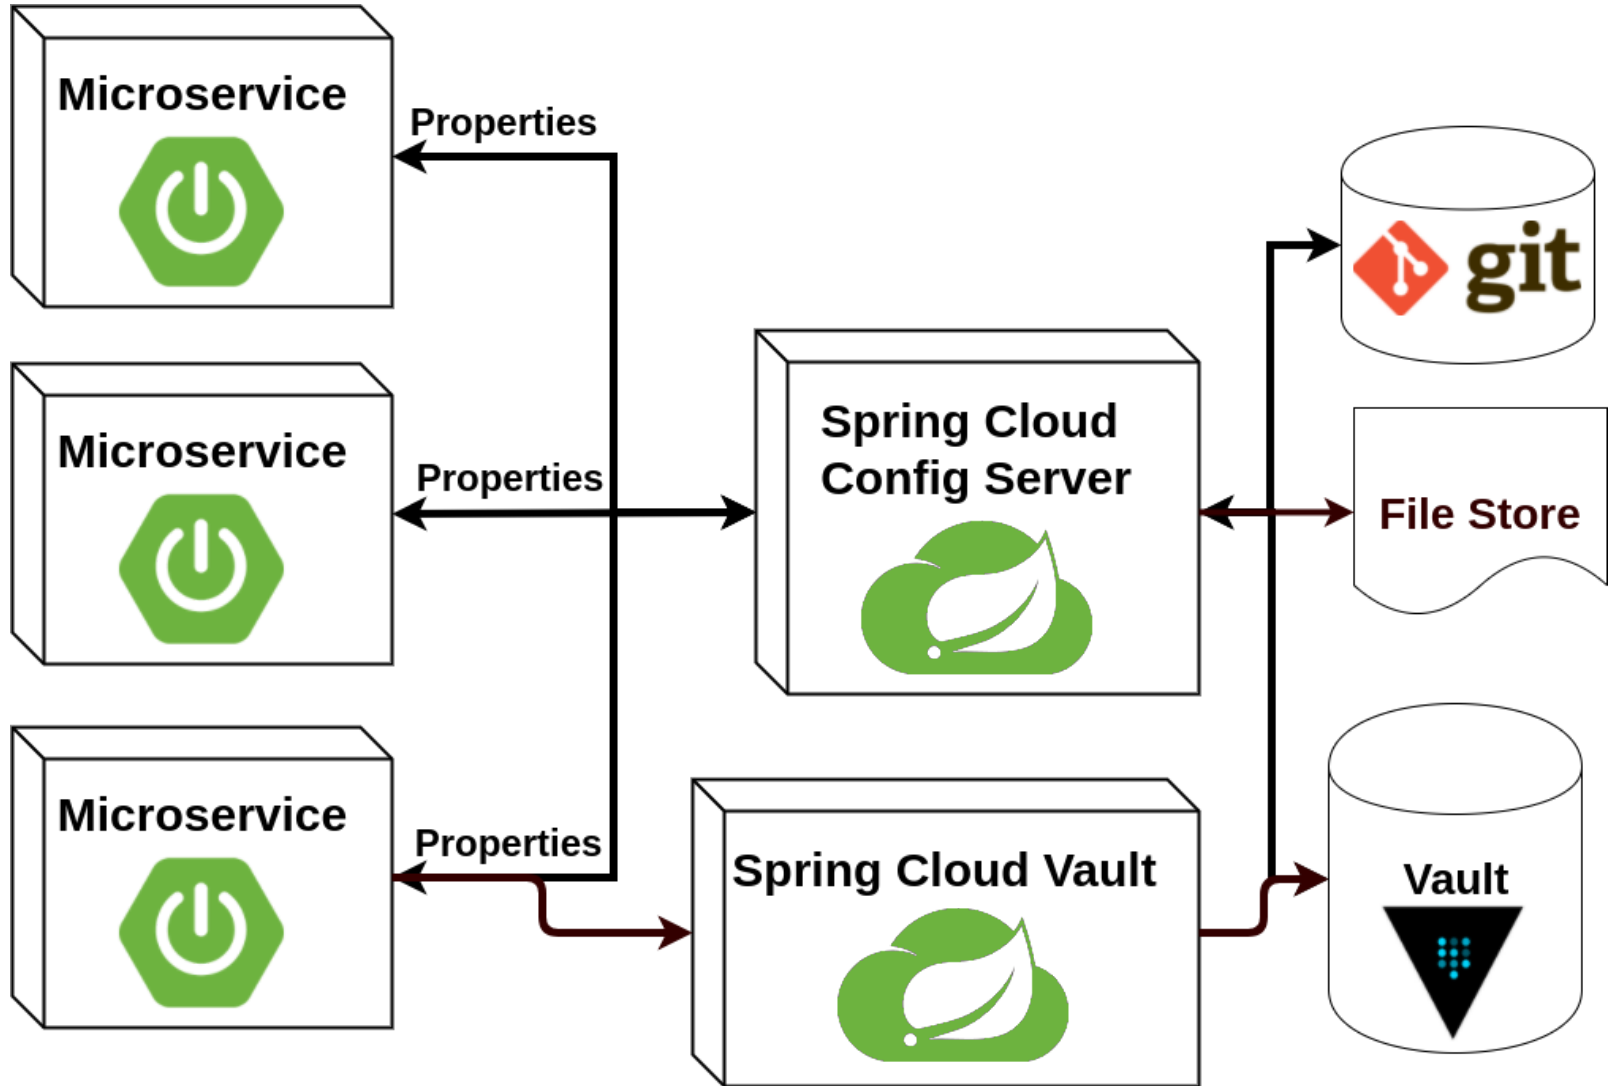 Microservice
Properties
git
Microservice
Properties
Spring Cloud
Config Server
File Store
Microservice
Properties
Spring Cloud Vault
Vault